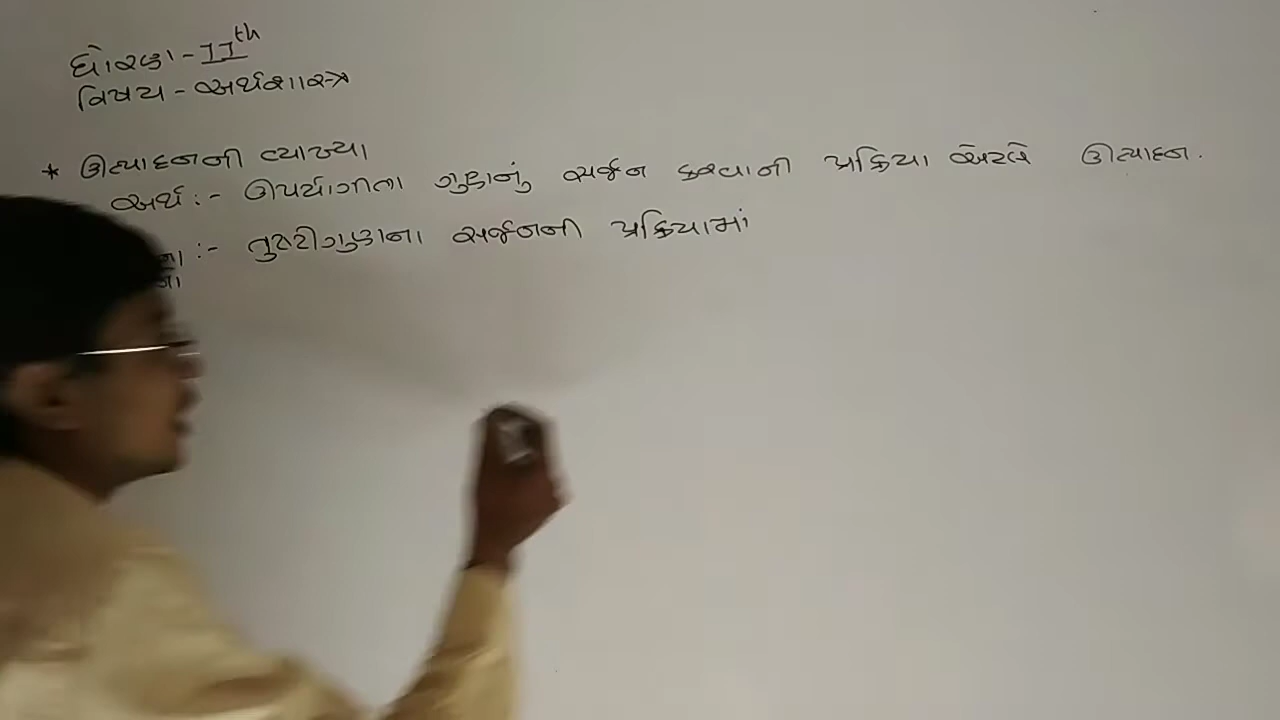 ધોરણ - 11th
વિષય - અર્થશાસ્ત્ર
* ઉત્પાદનની વ્યાખ્યા
અર્થ :- ઉપયોગીતા ગુણનું સર્જન કરવાની પ્રક્રિયા એટલે ઉત્પાદન.
:- તુષ્ટીગુણના સર્જનની પ્રક્રિયામાં